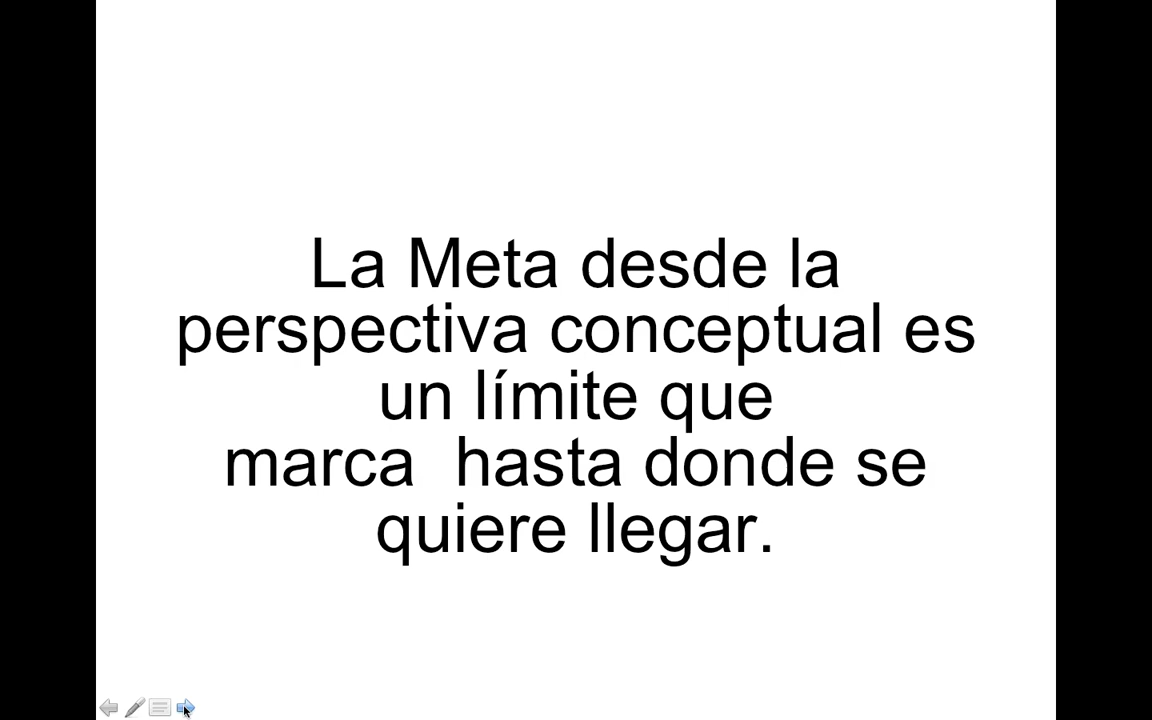 La Meta desde la
perspectiva conceptual es
un límite que
marca  hasta donde se
quiere llegar.